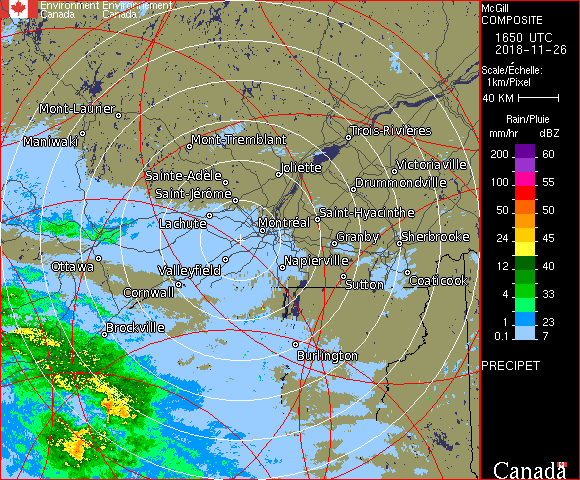 Environment Environnement
Canada Canada
McGill
COMPOSITE
1650 UTC
2018-11-26
Scale/Échelle:
1km/Pixel
40 KM
Rain/Pluie
mm/hr dBZ
200 60
100 55
50 50
24 45
12 40
4 33
1 23
0.1 7
PRECIPET
Canada
Mont-Laurier
Maniwaki
Mont-Tremblant
Trois-Rivières
Joliette
Victoriaville
Sainte-Adèle
Drummondville
Saint-Jérôme
Saint-Hyacinthe
Lachute
Montréal
Granby
Sherbrooke
Ottawa
Valleyfield
Napierville
Cornwall
Sutton
Coaticook
Brockville
Burlington